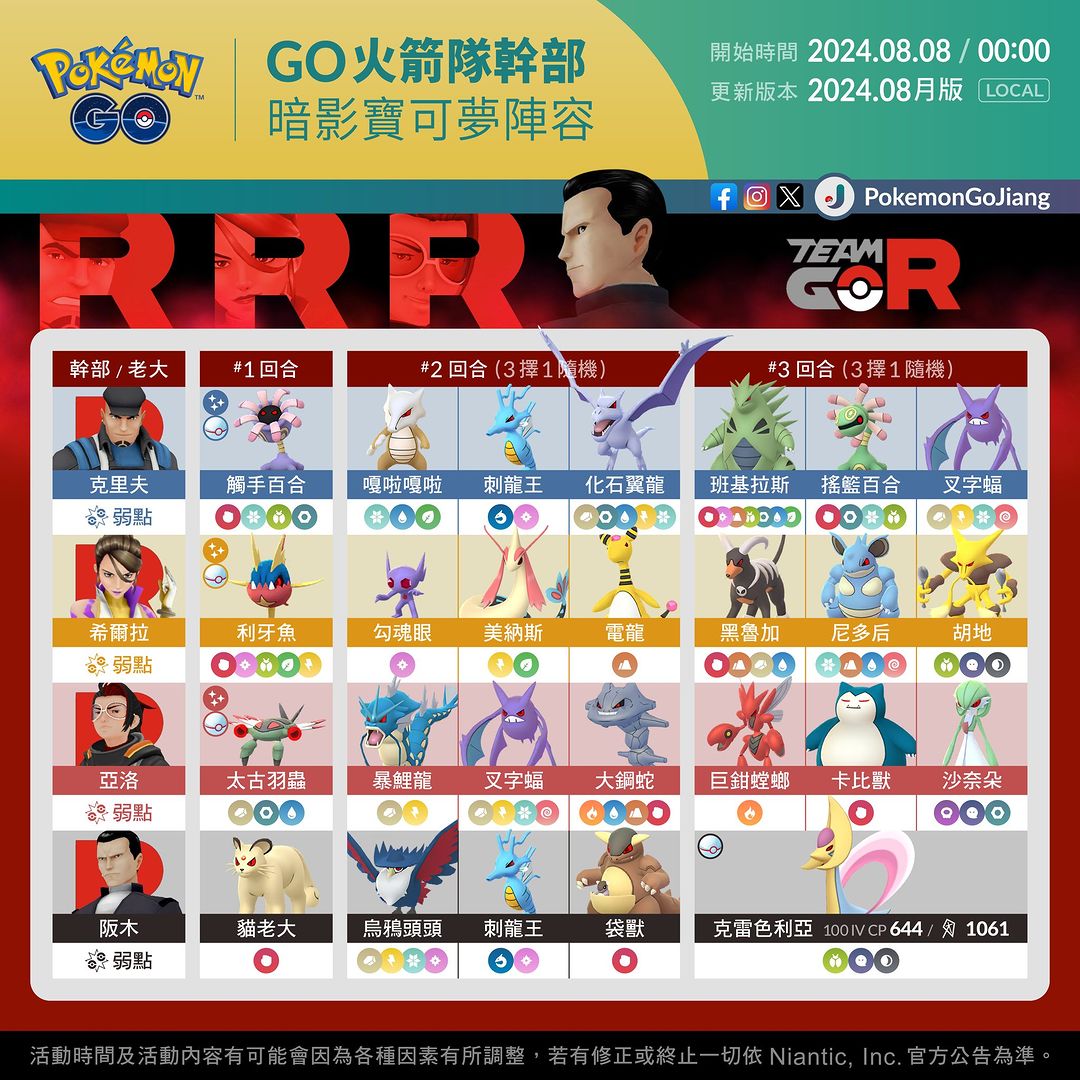 POKÉMON GO™
GO火箭隊幹部
暗影寶可夢陣容
開始時間 2024.08.08 / 00:00
更新版本 2024.08月版 LOCAL
PokemonGoJiang
R R R
TEAM GO R
幹部 / 老大 #1 回合 #2 回合 (3擇1隨機) #3 回合 (3擇1隨機)
克里夫 觸手百合 嘎啦嘎啦 刺龍王 化石翼龍 班基拉斯 搖籃百合 叉字蝠
弱點
希爾拉 利牙魚 勾魂眼 美納斯 電龍 黑魯加 尼多后 胡地
弱點
亞洛 太古羽蟲 暴鯉龍 叉字蝠 大鋼蛇 巨鉗螳螂 卡比獸 沙奈朵
弱點
阪木 貓老大 烏鴉頭頭 刺龍王 袋獸 克雷色利亞 100 IV CP 644 / 1061
弱點
活動時間及活動內容有可能會因為各種因素有所調整，若有修正或終止一切依 Niantic, Inc. 官方公告為準。